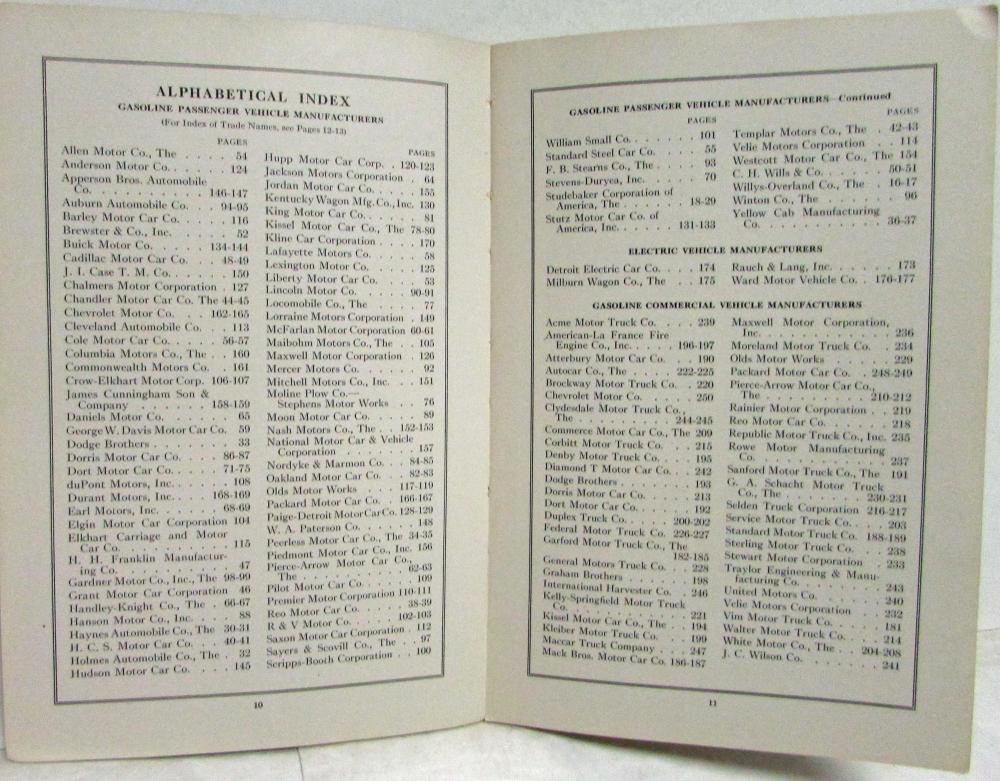 ALPHABETICAL INDEX
GASOLINE PASSENGER VEHICLE MANUFACTURERS
(For Index of Trade Names, see Pages 12-13)
PAGES
Allen Motor Co., The . . . . 54
Anderson Motor Co. . . . . . 124
Apperson Bros. Automobile
Co. . . . . . . . . . 146-147
Auburn Automobile Co. . . . 94-95
Barley Motor Car Co. . . . . 116
Brewster & Co., Inc. . . . . 52
Buick Motor Co. . . . . 134-144
Cadillac Motor Car Co. . . . 48-49
J. I. Case T. M. Co. . . . . . 150
Chalmers Motor Corporation . 127
Chandler Motor Car Co. The 44-45
Chevrolet Motor Co. . . . 162-165
Cleveland Automobile Co. . . 113
Cole Motor Car Co. . . . . 56-57
Columbia Motors Co., The . . 160
Commonwealth Motors Co. . 161
Crow-Elkhart Motor Corp. 106-107
James Cunningham Son &
Company . . . . . . 158-159
Daniels Motor Co. . . . . . 65
George W. Davis Motor Car Co. 59
Dodge Brothers . . . . . . 33
Dorris Motor Car Co. . . . 86-87
Dort Motor Car Co. . . . . 71-75
duPont Motors, Inc. . . . . 108
Durant Motors, Inc. . . . 168-169
Earl Motors, Inc. . . . . . 68-69
Elgin Motor Car Corporation 104
Elkhart Carriage and Motor
Car Co. . . . . . . . . 115
H. H. Franklin Manufactur-
ing Co. . . . . . . . . 47
Gardner Motor Co., Inc., The 98-99
Grant Motor Car Corporation 46
Handley-Knight Co., The . 66-67
Hanson Motor Co., Inc. . . . 88
Haynes Automobile Co., The 30-31
H. C. S. Motor Car Co. . . . 40-41
Holmes Automobile Co., The . 32
Hudson Motor Car Co. . . . . 145
PAGES
Hupp Motor Car Corp. . 120-123
Jackson Motors Corporation . 64
Jordan Motor Car Co. . . . . 155
Kentucky Wagon Mfg. Co., Inc. 130
King Motor Car Co. . . . . . 81
Kissel Motor Car Co., The 78-80
Kline Car Corporation . . . . 170
Lafayette Motors Co. . . . . 58
Lexington Motor Co. . . . . 125
Liberty Motor Car Co. . . . . 53
Lincoln Motor Co. . . . . 90-91
Locomobile Co., The . . . . 77
Lorraine Motors Corporation . 149
McFarlan Motor Corporation 60-61
Maibohm Motors Co., The . . 105
Maxwell Motor Corporation . 126
Mercer Motors Co. . . . . . 92
Mitchell Motors Co., Inc. . . 151
Moline Plow Co.—
Stephens Motor Works . . 76
Moon Motor Car Co. . . . . 89
Nash Motors Co., The . . 152-153
National Motor Car & Vehicle
Corporation . . . . . . 157
Nordyke & Marmon Co. . . 84-85
Oakland Motor Car Co. . . 82-83
Olds Motor Works . . . 117-119
Packard Motor Car Co. . . 166-167
Paige-Detroit Motor Car Co. 128-129
W. A. Paterson Co. . . . . . 148
Peerless Motor Car Co., The 34-35
Piedmont Motor Car Co., Inc. 156
Pierce-Arrow Motor Car Co.,
The . . . . . . . . . 62-63
Pilot Motor Car Co. . . . . 109
Premier Motor Corporation 110-111
Reo Motor Car Co. . . . . 38-39
R & V Motor Co. . . . . 102-103
Saxon Motor Car Corporation . 112
Sayers & Scovill Co., The . . 97
Scripps-Booth Corporation . . 100
10
GASOLINE PASSENGER VEHICLE MANUFACTURERS—Continued
PAGES
William Small Co. . . . . . 101
Standard Steel Car Co. . . . 55
F. B. Stearns Co., The . . . 93
Stevens-Duryea, Inc. . . . . 70
Studebaker Corporation of
America, The . . . . . 18-29
Stutz Motor Car Co. of
America, Inc. . . . . 131-133
PAGES
Templar Motors Co., The . 42-43
Velie Motors Corporation . . 114
Westcott Motor Car Co., The 154
C. H. Wills & Co. . . . . . 50-51
Willys-Overland Co., The . 16-17
Winton Co., The . . . . . . 96
Yellow Cab Manufacturing
Co. . . . . . . . . . 36-37
ELECTRIC VEHICLE MANUFACTURERS
Detroit Electric Car Co. . . . 174
Milburn Wagon Co., The . . 175
Rauch & Lang, Inc. . . . . . 173
Ward Motor Vehicle Co. . 176-177
GASOLINE COMMERCIAL VEHICLE MANUFACTURERS
Acme Motor Truck Co. . . . 239
American-La France Fire
Engine Co., Inc. . . . . 196-197
Atterbury Motor Car Co. . . 190
Autocar Co., The . . . . 222-225
Brockway Motor Truck Co. . 220
Chevrolet Motor Co. . . . . 250
Clydesdale Motor Truck Co.,
The . . . . . . . . . 244-245
Commerce Motor Car Co., The 209
Corbitt Motor Truck Co. . . 215
Denby Motor Truck Co. . . . 195
Diamond T Motor Car Co. . . 242
Dodge Brothers . . . . . . 193
Dorris Motor Car Co. . . . . 213
Dort Motor Car Co. . . . . . 192
Duplex Truck Co. . . . . 200-202
Federal Motor Truck Co. 226-227
Garford Motor Truck Co., The
182-185
General Motors Truck Co. . . 228
Graham Brothers . . . . . 198
International Harvester Co. . 246
Kelly-Springfield Motor Truck
Co. . . . . . . . . . . 221
Kissel Motor Car Co., The . . 194
Kleiber Motor Truck Co. . . 199
Maccar Truck Company . . . 247
Mack Bros. Motor Car Co. 186-187
Maxwell Motor Corporation,
Inc. . . . . . . . . . . 236
Moreland Motor Truck Co. . 234
Olds Motor Works . . . . . 229
Packard Motor Car Co. . 248-249
Pierce-Arrow Motor Car Co.,
The . . . . . . . . . 210-212
Rainier Motor Corporation . . 219
Reo Motor Car Co. . . . . . 218
Republic Motor Truck Co., Inc. 235
Rowe Motor Manufacturing
Co. . . . . . . . . . . 237
Sanford Motor Truck Co., The 191
G. A. Schacht Motor Truck
Co., The . . . . . . . 230-231
Selden Truck Corporation 216-217
Service Motor Truck Co. . . . 203
Standard Motor Truck Co. 188-189
Sterling Motor Truck Co. . . 238
Stewart Motor Corporation . . 233
Traylor Engineering & Manu-
facturing Co. . . . . . . 243
United Motors Co. . . . . . 240
Velie Motors Corporation . . 232
Vim Motor Truck Co. . . . . 181
Walter Motor Truck Co. . . . 214
White Motor Co., The . . 204-208
J. C. Wilson Co. . . . . . . 241
11